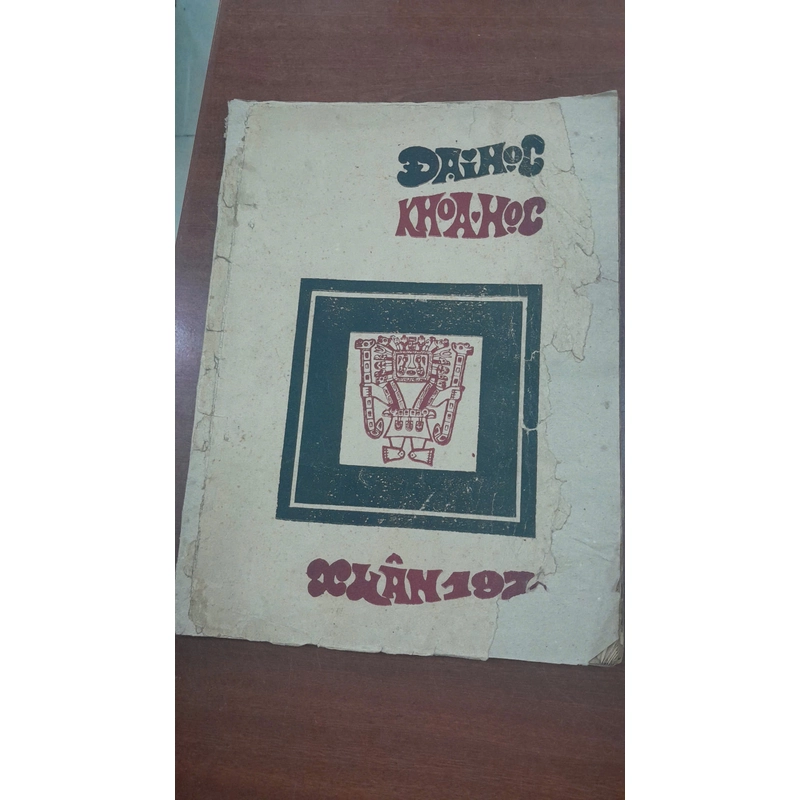 ĐẠI HỌC
KHOA-HỌC
XUÂN 197